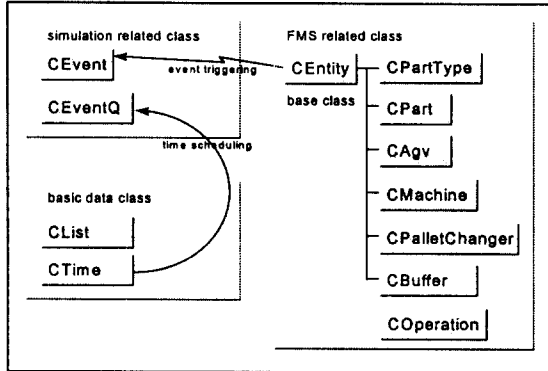 simulation related class
CEvent
event triggering
CEventQ
time scheduling
basic data class
CList
CTime
FMS related class
CEntity
base class
CPartType
CPart
CAgv
CMachine
CPalletChanger
CBuffer
COperation